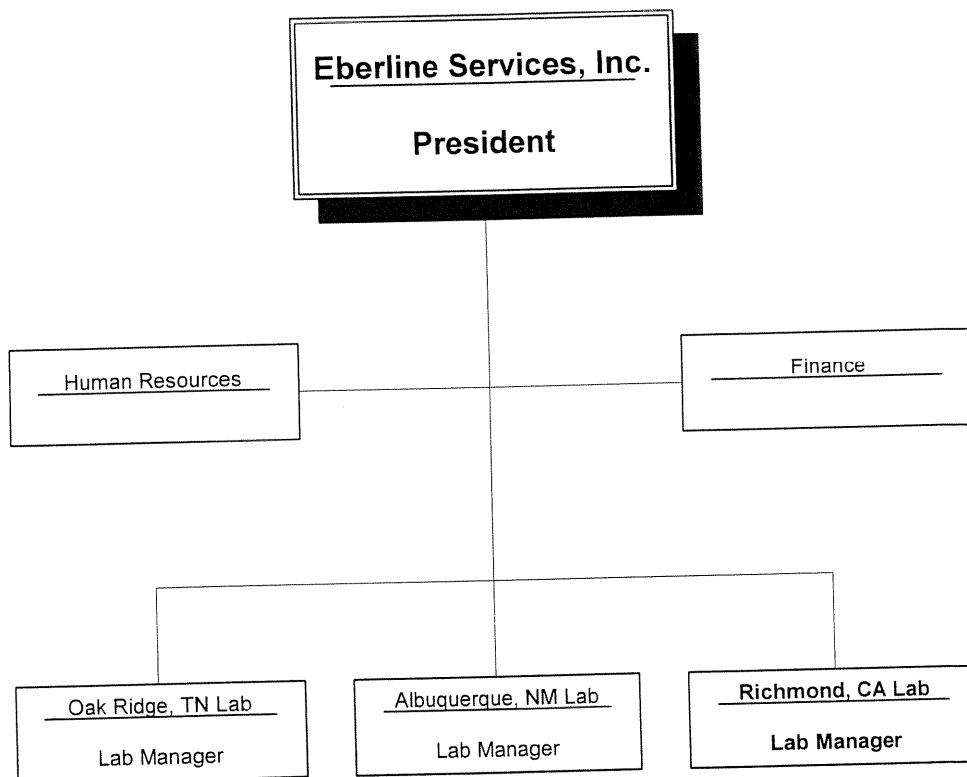 Eberline Services, Inc.
President
Human Resources
Finance
Oak Ridge, TN Lab
Lab Manager
Albuquerque, NM Lab
Lab Manager
Richmond, CA Lab
Lab Manager